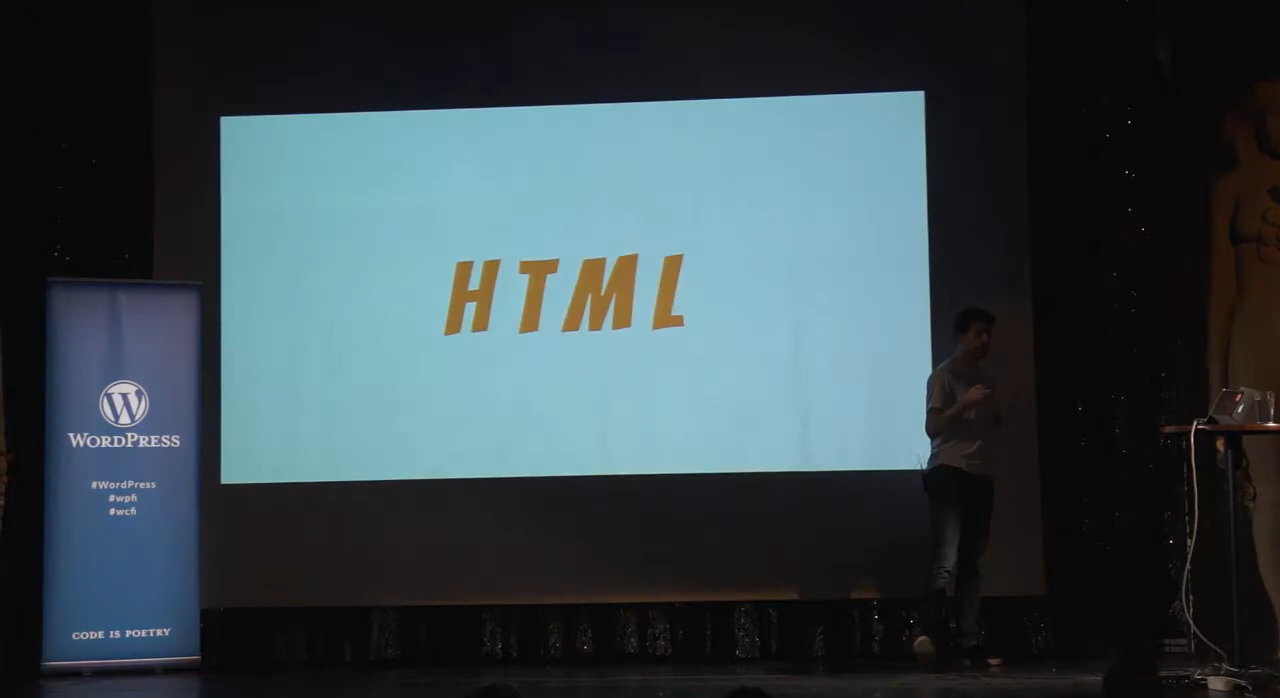 HTML
WORDPRESS
#WordPress
#wpfi
#wcfi
CODE IS POETRY